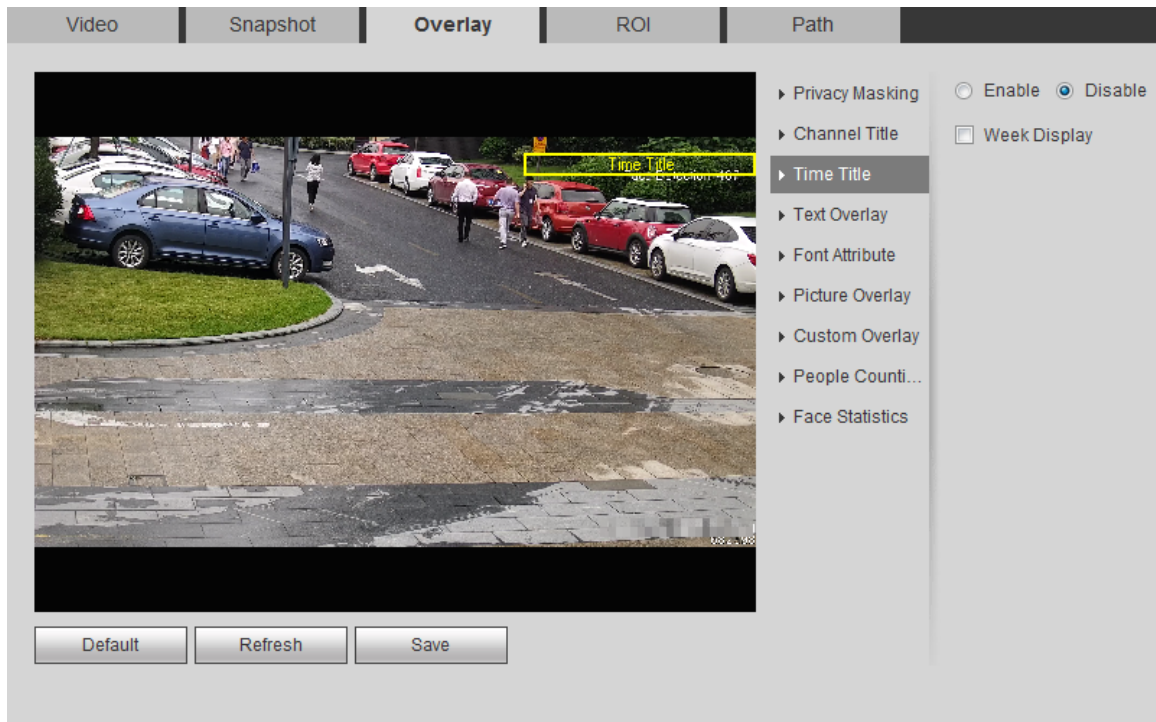 Video Snapshot Overlay ROI Path
Time Title
Privacy Masking
Channel Title
Time Title
Text Overlay
Font Attribute
Picture Overlay
Custom Overlay
People Counti...
Face Statistics
Enable Disable
Week Display
Default Refresh Save